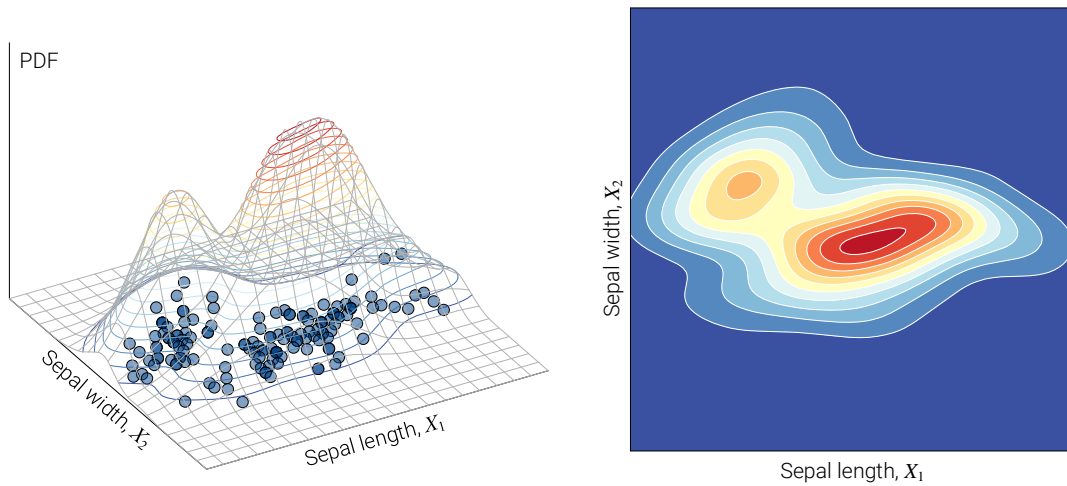 PDF
Sepal width, X₂
Sepal length, X₁
Sepal width, X₂
Sepal length, X₁